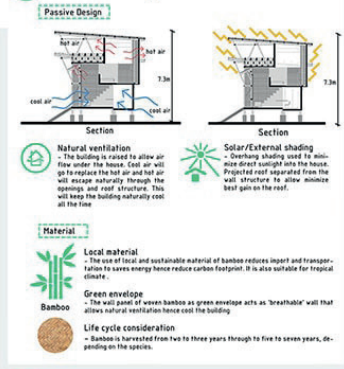 Passive Design
hot air
hot air
cool air
cool air
7.3m
Section
7.3m
Section
Natural ventilation
- The building is raised to allow air
flow under the house. Cool air will
go to replace the hot air and hot air
will escape naturally through the
openings and roof structure. This
will keep the building naturally cool
all the time
Solar/External shading
- Overhang shading used to mini-
mize direct sunlight into the house.
Projected roof separated from the
wall structure to allow minimize
best gain on the roof.
Material
Local material
- The use of local and sustainable material of bamboo reduces import and transpor-
tation to saves energy hence reduce carbon footprint. It is also suitable for tropical
climate.
Green envelope
- The wall panel of woven bamboo as green envelope acts as 'breathable' wall that
allows natural ventilation hence cool the building
Bamboo
Life cycle consideration
- Bamboo is harvested from two to three years through to five to seven years, de-
pending on the species.